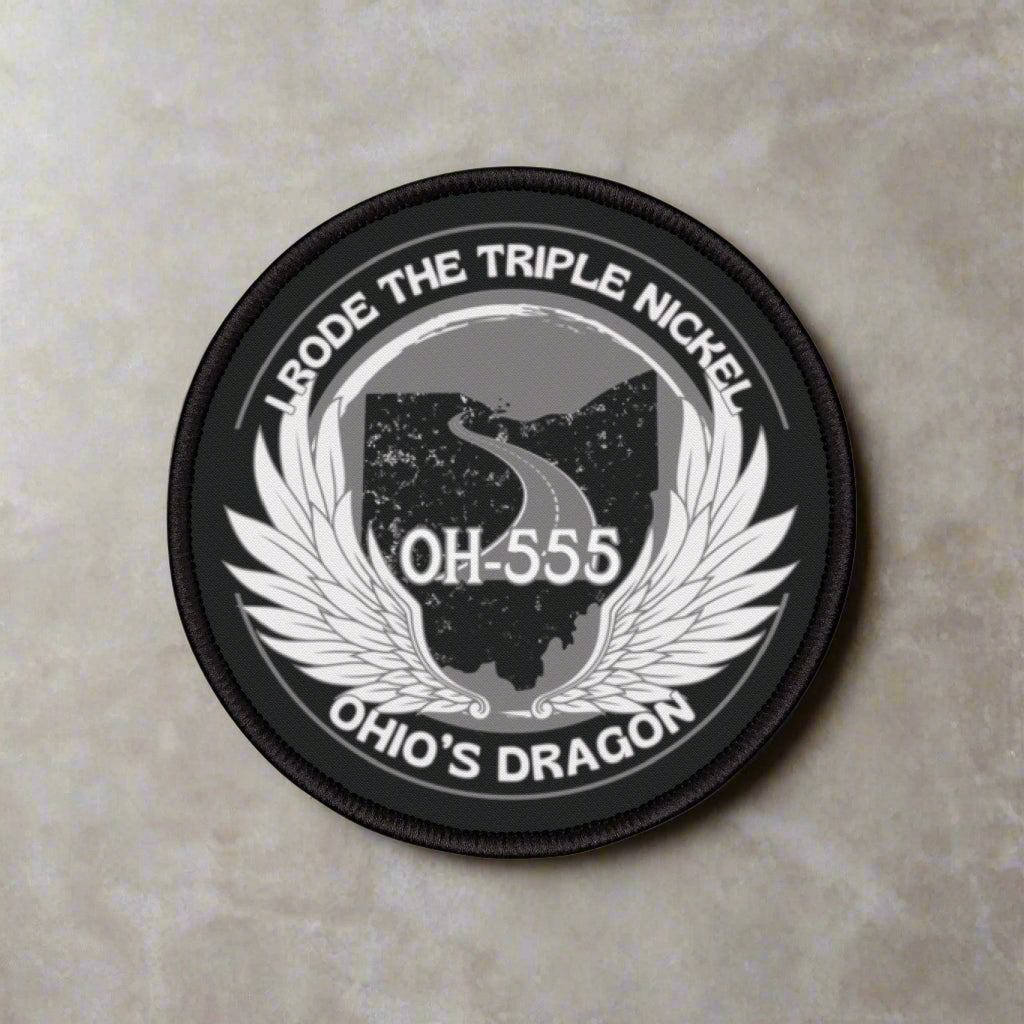 I RODE THE TRIPLE NICKEL
OH-555
OHIO'S DRAGON